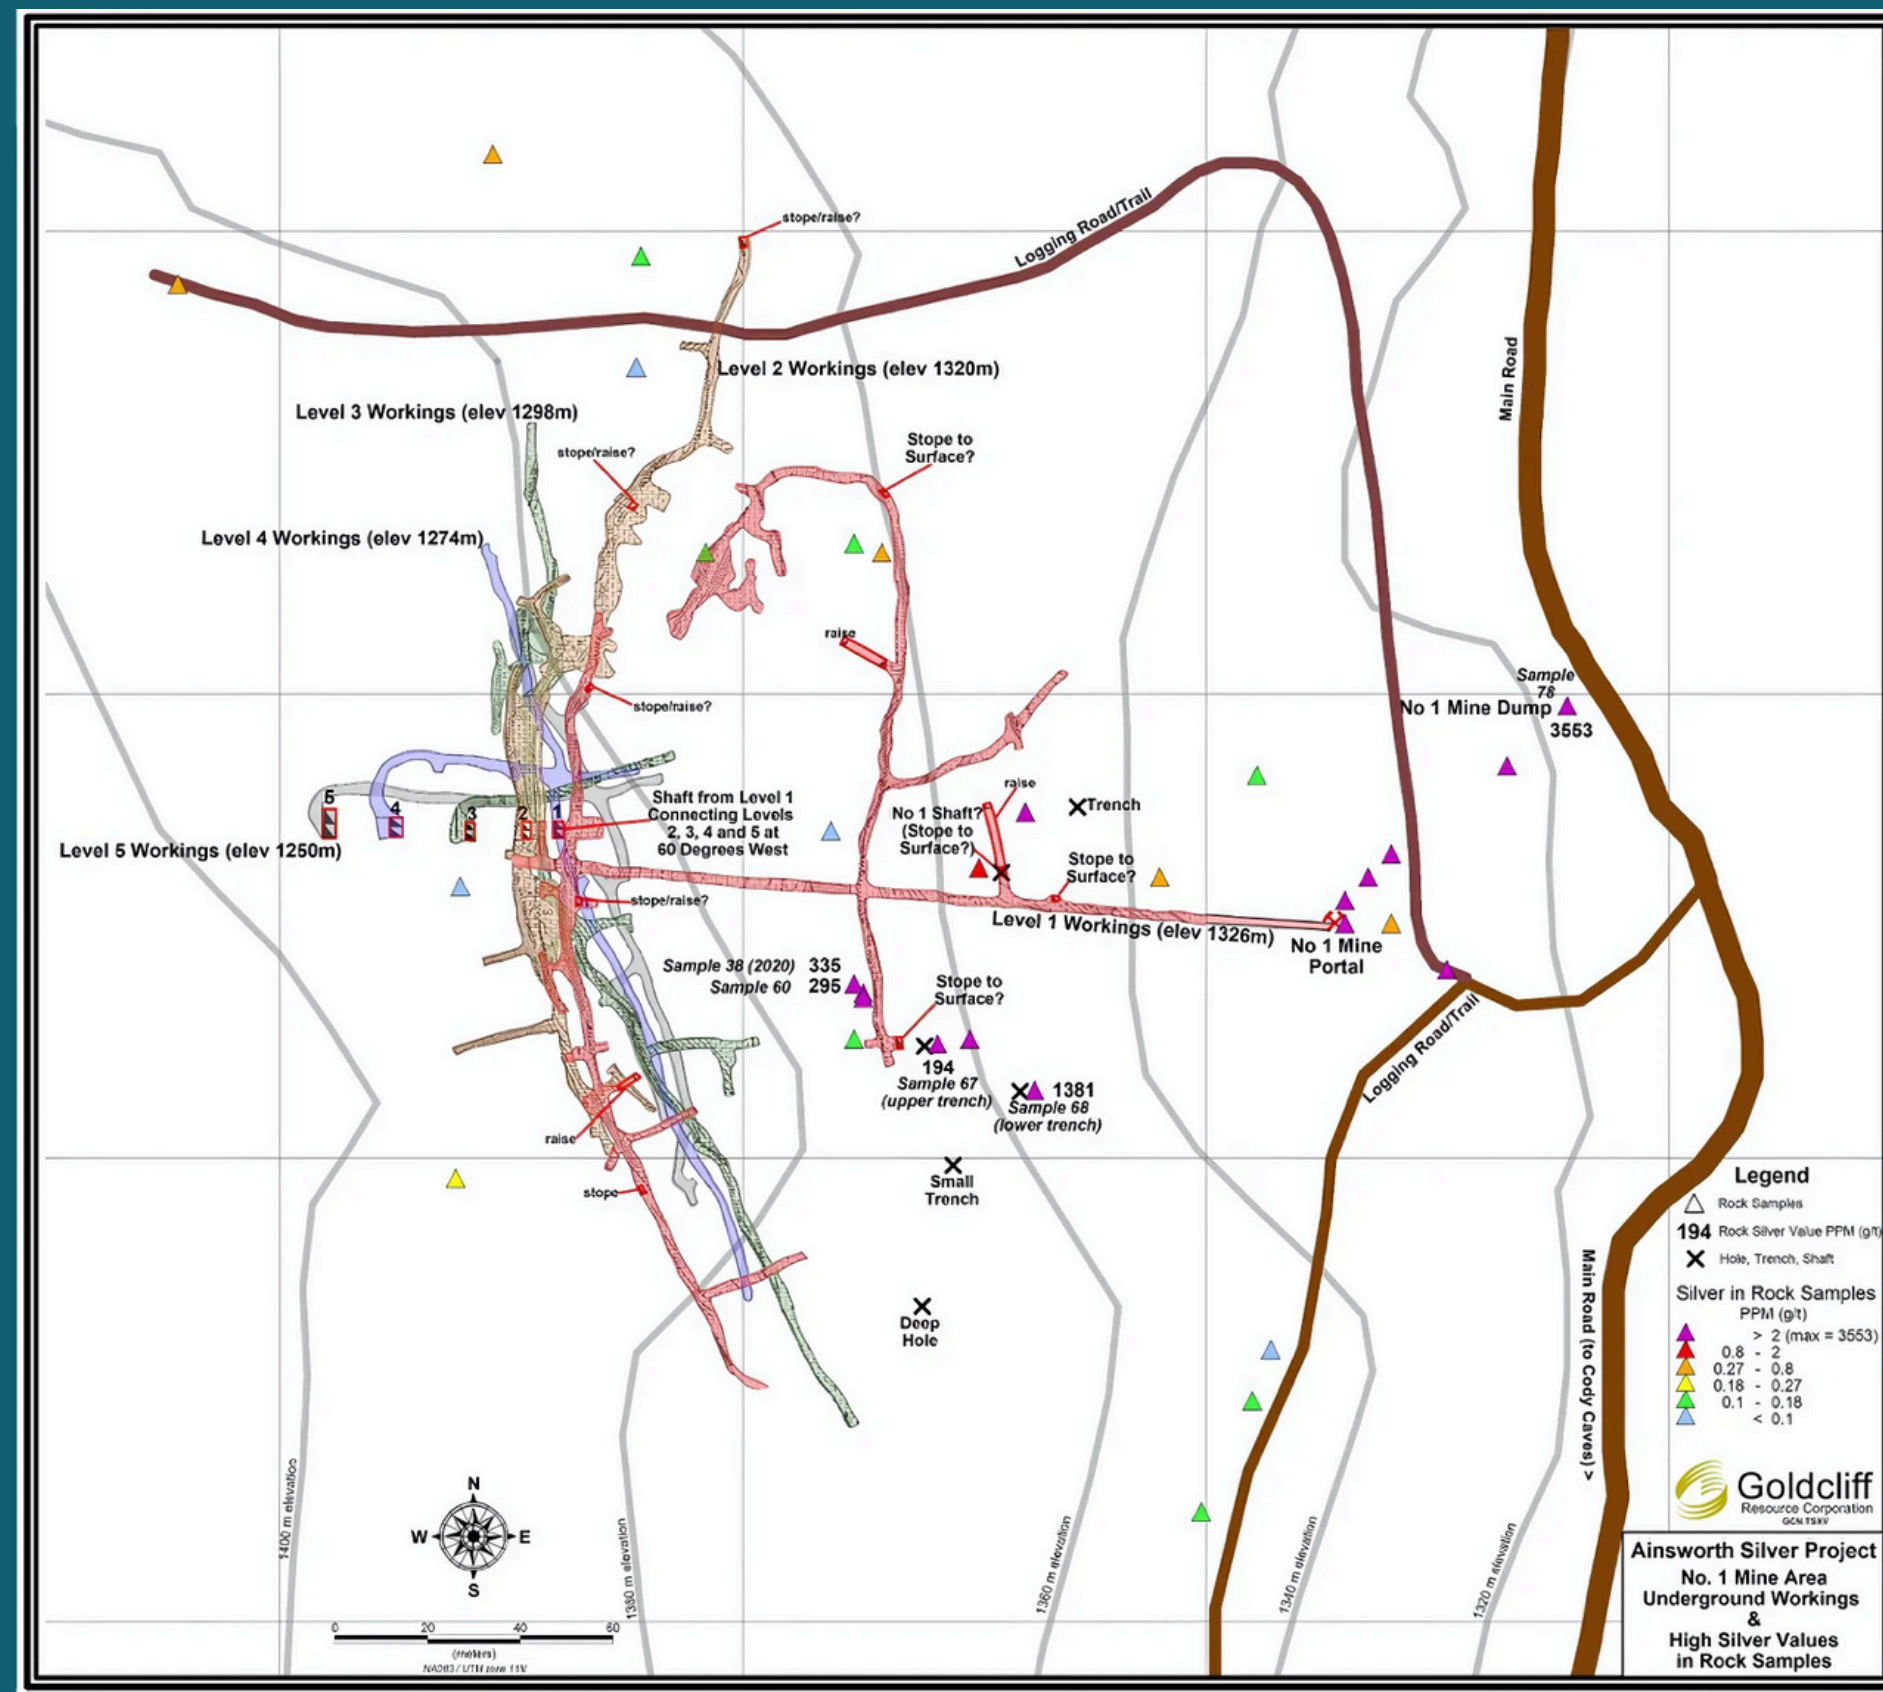 stope/raise?
Logging Road/Trail
Main Road
Level 2 Workings (elev 1320m)
Level 3 Workings (elev 1298m)
stope/raise?
Stope to
Surface?
Level 4 Workings (elev 1274m)
raise
Sample
78
No 1 Mine Dump
3553
stope/raise?
raise
Trench
5
4
3
2
1
Shaft from Level 1
Connecting Levels
2, 3, 4 and 5 at
60 Degrees West
No 1 Shaft?
(Stope to
Surface?)
Level 5 Workings (elev 1250m)
Stope to
Surface?
stope/raise?
Level 1 Workings (elev 1326m)
No 1 Mine
Portal
Sample 38 (2020) 335
Sample 60 295
Stope to
Surface?
194
Sample 67
(upper trench)
1381
Sample 68
(lower trench)
Logging Road/Trail
raise
stope
Small
Trench
Deep
Hole
Main Road (to Cody Caves) >
Legend
Rock Samples
194 Rock Silver Value PPM (g/t)
Hole, Trench, Shaft
Silver in Rock Samples
PPM (g/t)
> 2 (max = 3553)
0.8 - 2
0.27 - 0.8
0.18 - 0.27
0.1 - 0.18
< 0.1
1400 m elevation
1380 m elevation
1360 m elevation
1340 m elevation
1320 m elevation
N
W E
S
0 20 40 60
(meters)
NAD83 / UTM zone 11N
Goldcliff
Resource Corporation
GCN.TSXV
Ainsworth Silver Project
No. 1 Mine Area
Underground Workings
&
High Silver Values
in Rock Samples